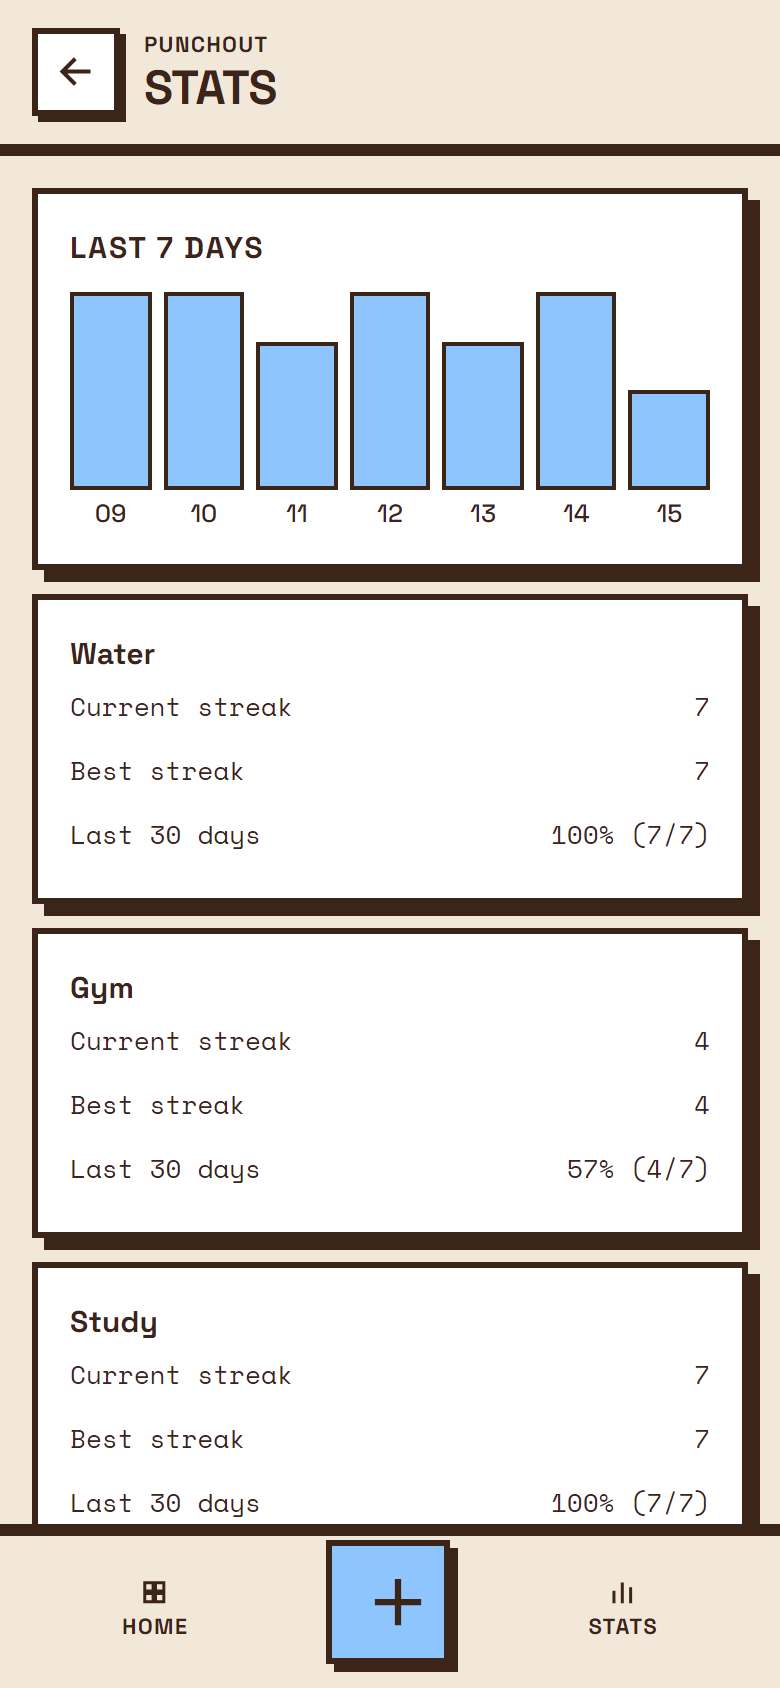 PUNCHOUT
STATS
LAST 7 DAYS
09 10 11 12 13 14 15
Water
Current streak 7
Best streak 7
Last 30 days 100% (7/7)
Gym
Current streak 4
Best streak 4
Last 30 days 57% (4/7)
Study
Current streak 7
Best streak 7
Last 30 days 100% (7/7)
HOME STATS